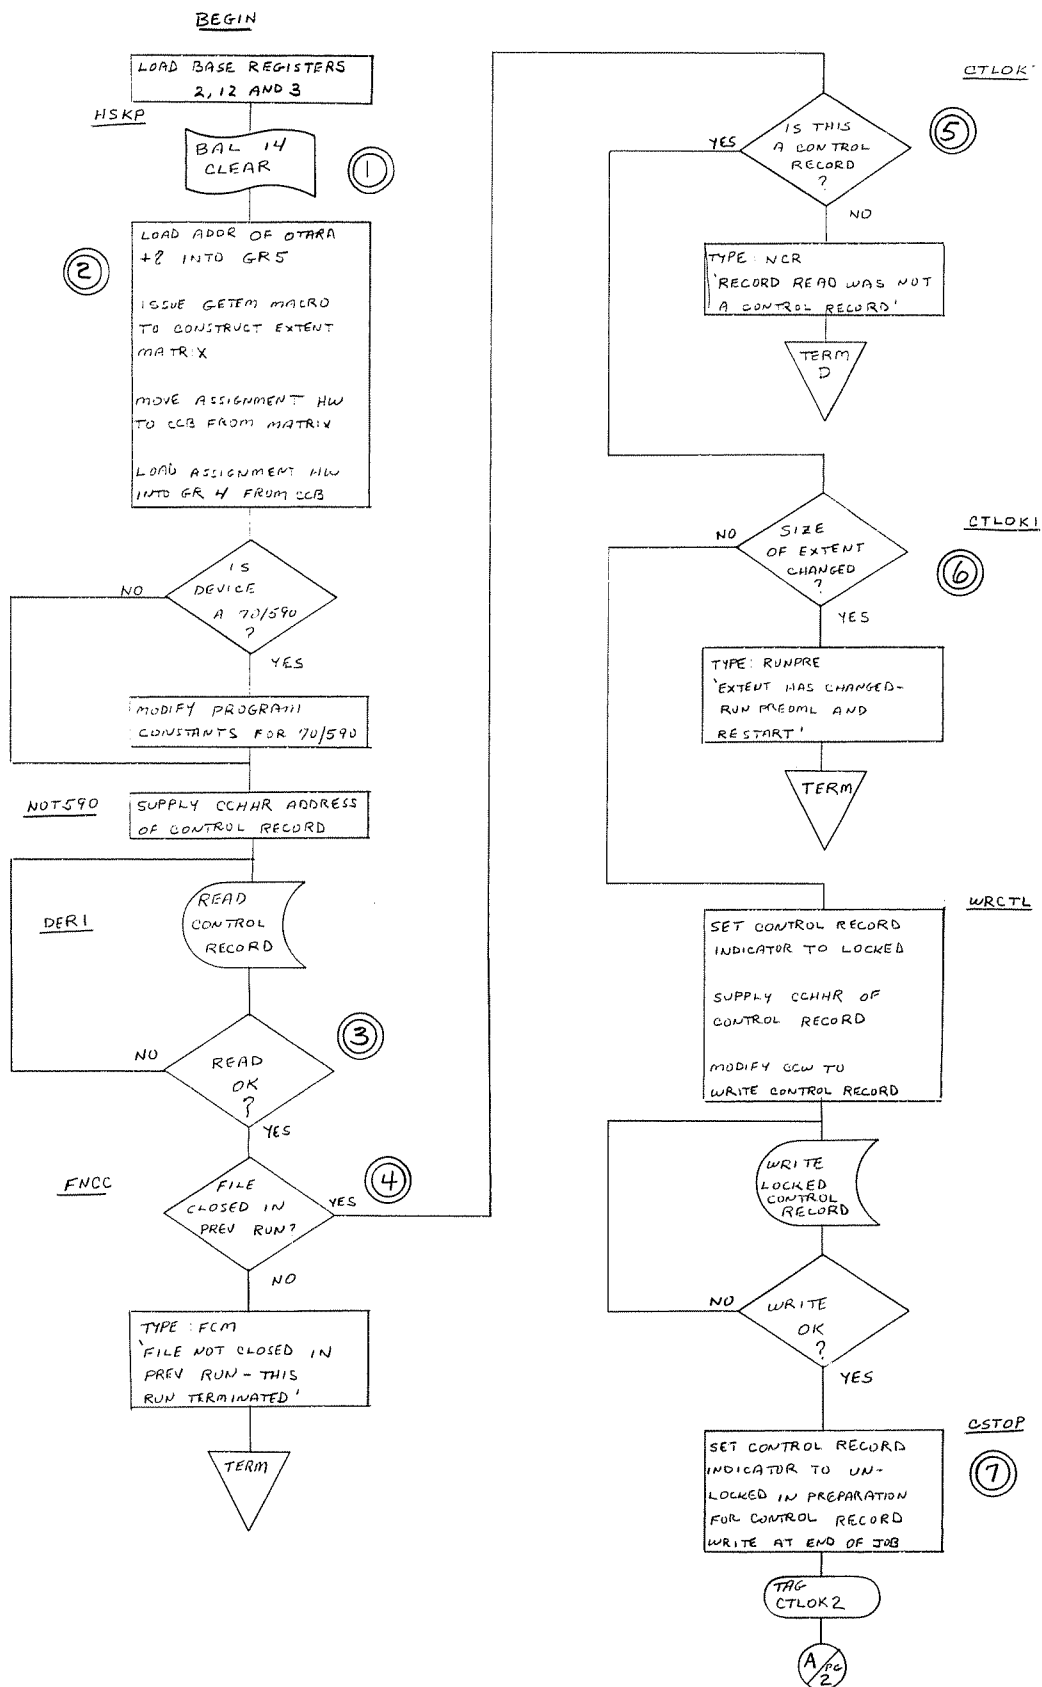 BEGIN
LOAD BASE REGISTERS
2, 12 AND 3
HSKP
BAL 14
CLEAR
1
2
LOAD ADDR OF OTARA
+8 INTO GR5
ISSUE GETEM MACRO
TO CONSTRUCT EXTENT
MATRIX
MOVE ASSIGNMENT HW
TO CCB FROM MATRIX
LOAD ASSIGNMENT HW
INTO GR 4 FROM CCB
IS
DEVICE
A 70/590
?
NO
YES
MODIFY PROGRAM
CONSTANTS FOR 70/590
NOT590
SUPPLY CCHHR ADDRESS
OF CONTROL RECORD
DER1
READ
CONTROL
RECORD
3
NO
READ
OK
?
YES
FNCC
FILE
CLOSED IN
PREV RUN?
YES
4
NO
TYPE: FCM
'FILE NOT CLOSED IN
PREV RUN - THIS
RUN TERMINATED'
TERM
CTLOK
5
IS THIS
A CONTROL
RECORD
?
YES
NO
TYPE: NCR
'RECORD READ WAS NOT
A CONTROL RECORD'
TERM
D
CTLOK1
6
SIZE
OF EXTENT
CHANGED
?
NO
YES
TYPE: RUNPRE
'EXTENT HAS CHANGED-
RUN PREDML AND
RESTART'
TERM
WRCTL
SET CONTROL RECORD
INDICATOR TO LOCKED
SUPPLY CCHHR OF
CONTROL RECORD
MODIFY CCW TO
WRITE CONTROL RECORD
WRITE
LOCKED
CONTROL
RECORD
NO
WRITE
OK
?
YES
CSTOP
7
SET CONTROL RECORD
INDICATOR TO UN-
LOCKED IN PREPARATION
FOR CONTROL RECORD
WRITE AT END OF JOB
TAG
CTLOK2
A/PG
2